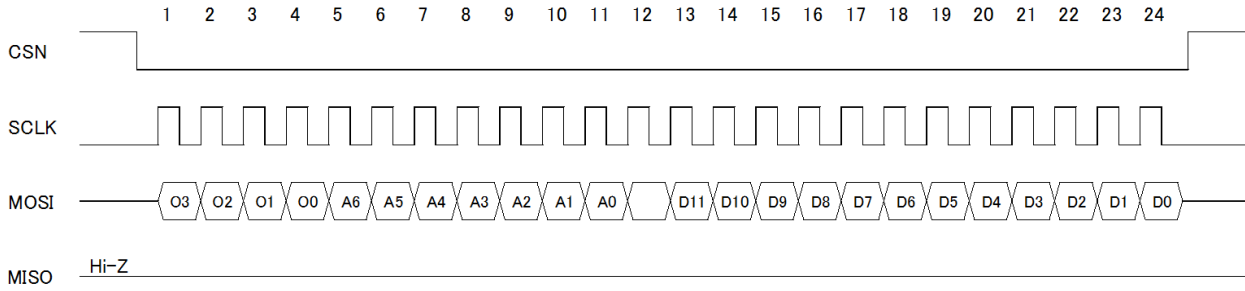 1 2 3 4 5 6 7 8 9 10 11 12 13 14 15 16 17 18 19 20 21 22 23 24
CSN
SCLK
MOSI O3 O2 O1 O0 A6 A5 A4 A3 A2 A1 A0 D11 D10 D9 D8 D7 D6 D5 D4 D3 D2 D1 D0
Hi-Z
MISO